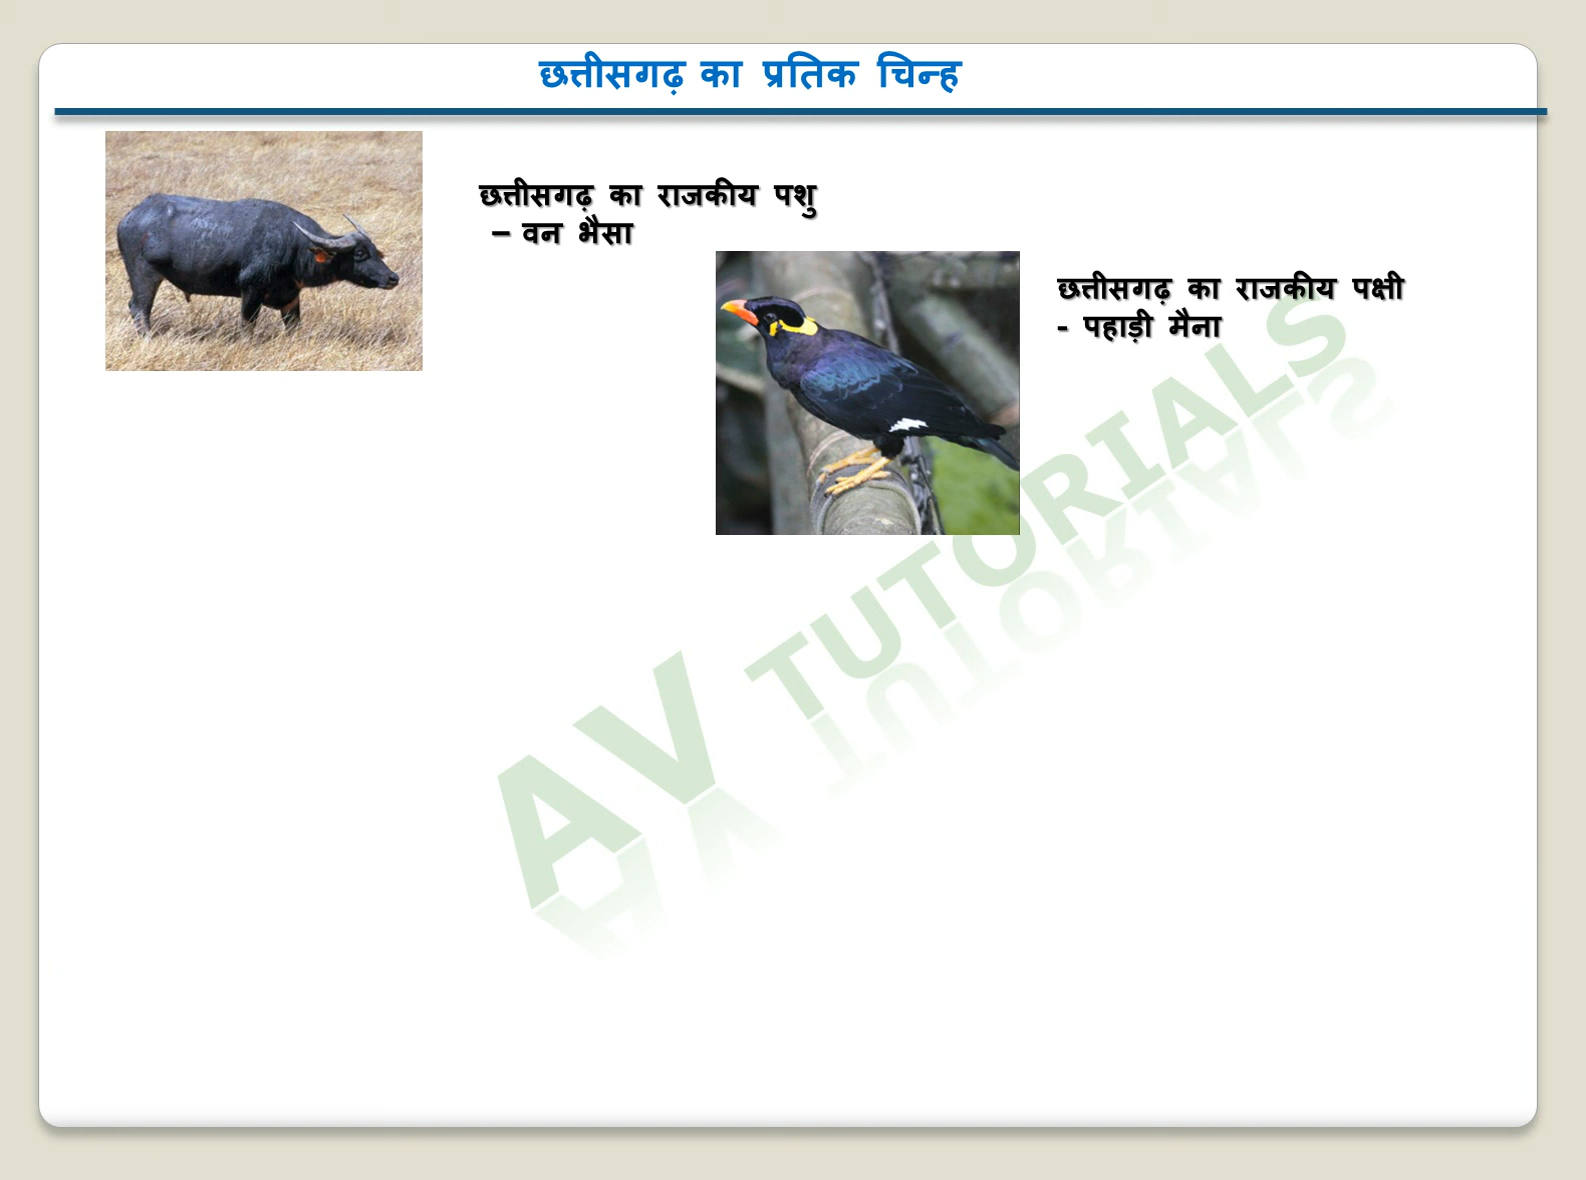 छत्तीसगढ़ का प्रतिक चिन्ह
छत्तीसगढ़ का राजकीय पशु
– वन भैसा
छत्तीसगढ़ का राजकीय पक्षी
- पहाड़ी मैना
AV TUTORIALS